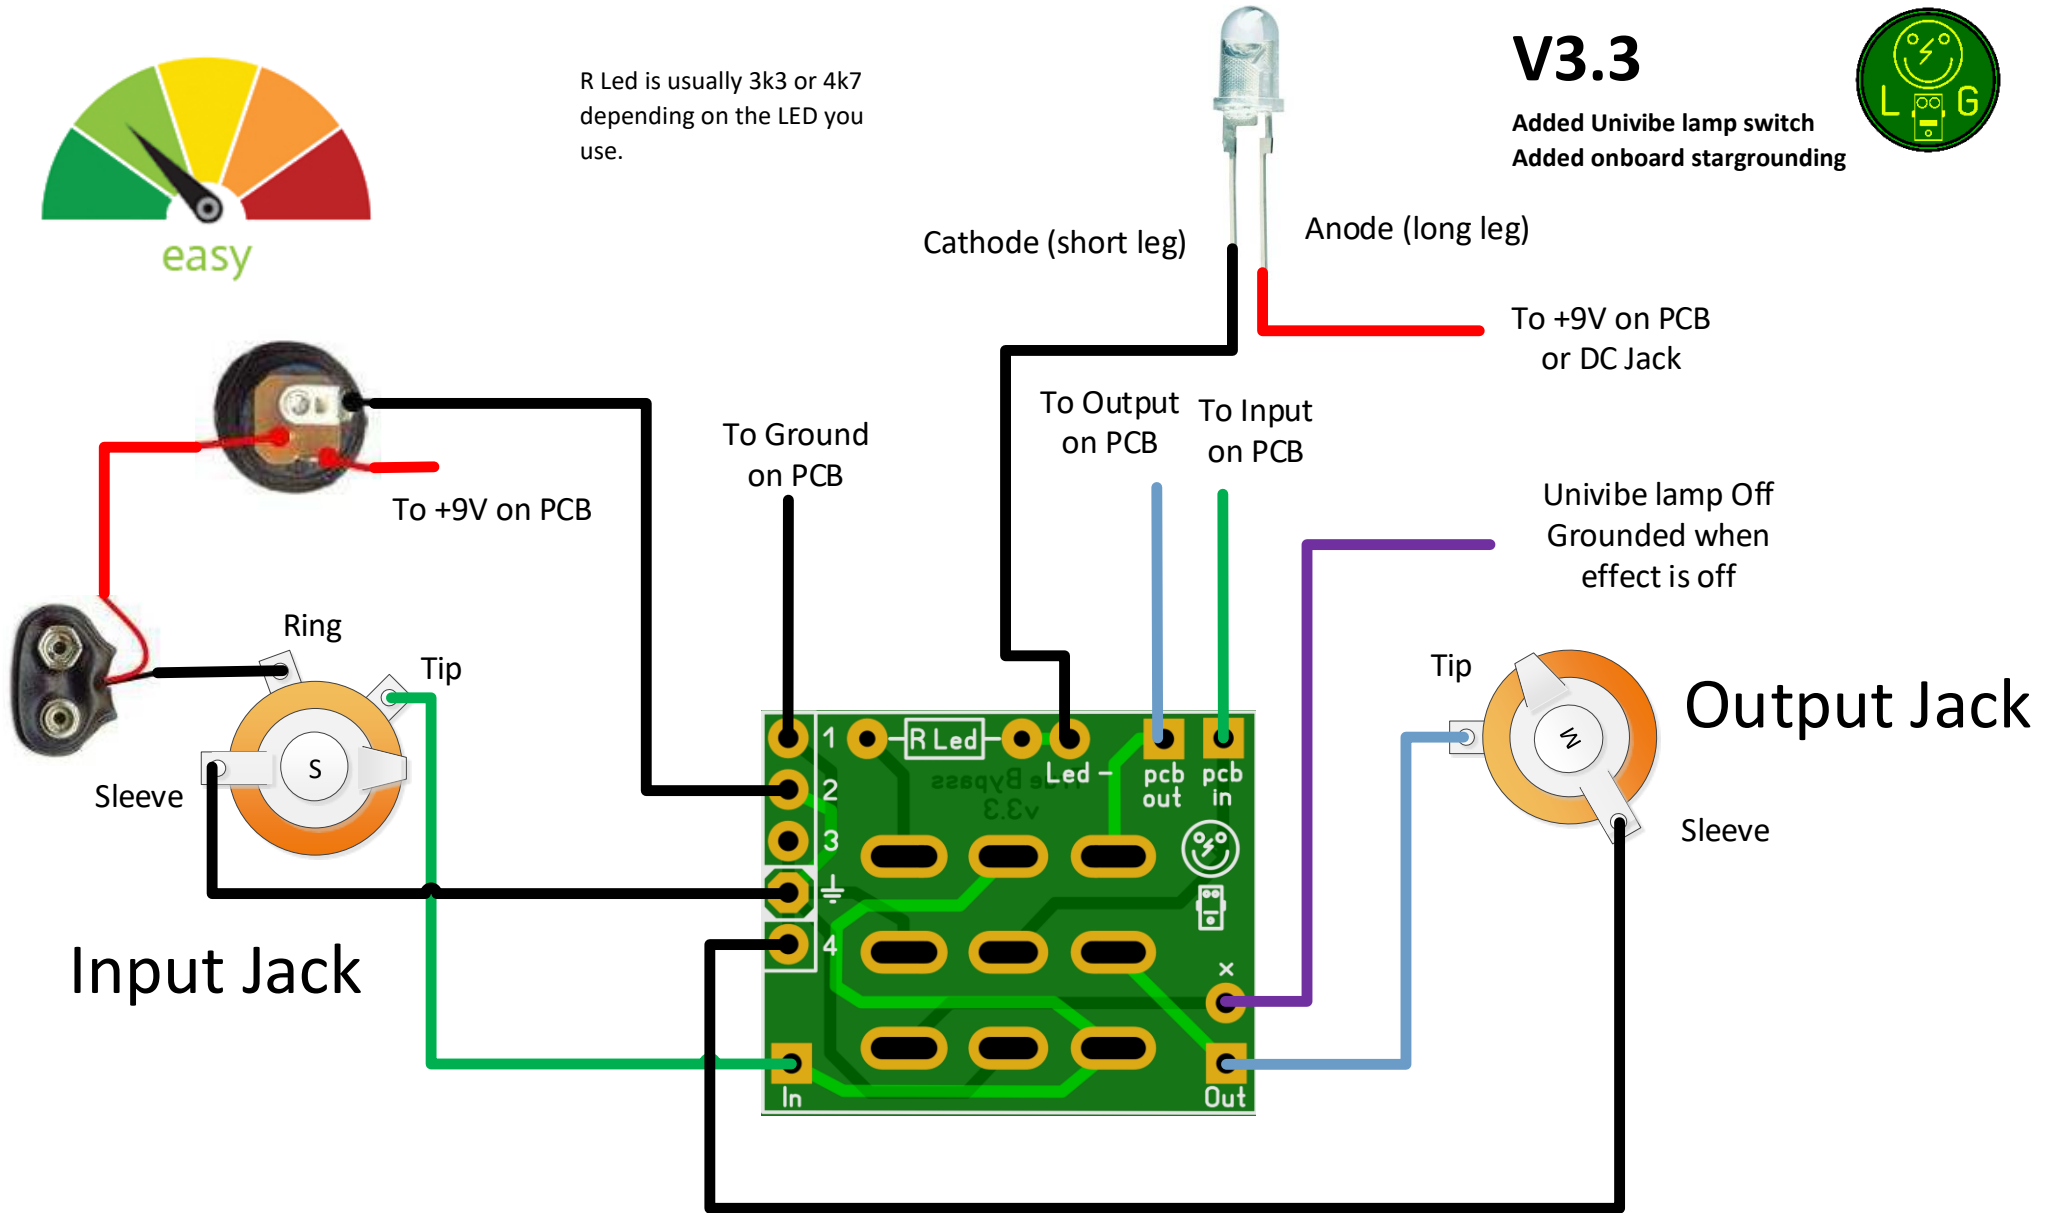 R Led is usually 3k3 or 4k7
depending on the LED you
use.
V3.3
Added Univibe lamp switch
Added onboard stargrounding
L G
easy
Cathode (short leg)
Anode (long leg)
To +9V on PCB
or DC Jack
To Output
on PCB
To Input
on PCB
To Ground
on PCB
To +9V on PCB
Univibe lamp Off
Grounded when
effect is off
Ring
Tip
Sleeve
S
Input Jack
Tip
M
Sleeve
Output Jack
1
2
3
4
R Led
Led -
pcb
out
pcb
in
True Bypass
v3.3
x
In
Out